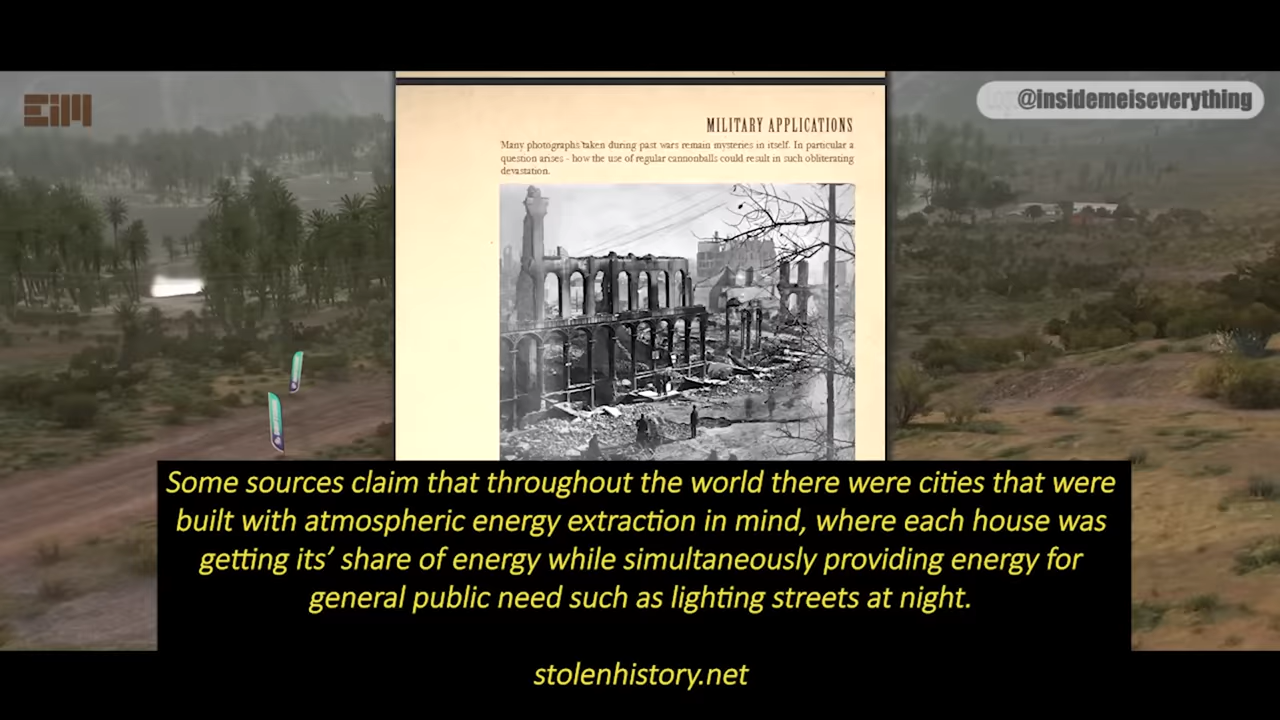 EiM
@insidemeiseverything
MILITARY APPLICATIONS
Many photographs taken during past wars remain mysteries in itself. In particular a
question arises - how the use of regular cannonballs could result in such obliterating
devastation.
Some sources claim that throughout the world there were cities that were
built with atmospheric energy extraction in mind, where each house was
getting its’ share of energy while simultaneously providing energy for
general public need such as lighting streets at night.
stolenhistory.net